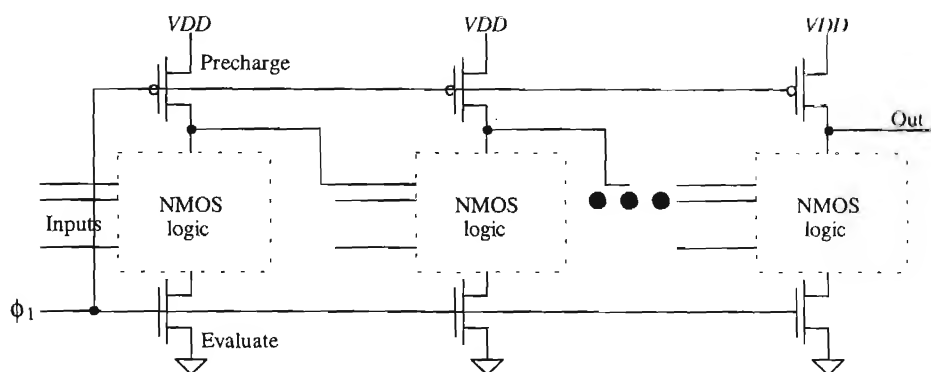 VDD VDD VDD
Precharge
Out
NMOS logic
NMOS logic
NMOS logic
Inputs
ϕ1
Evaluate